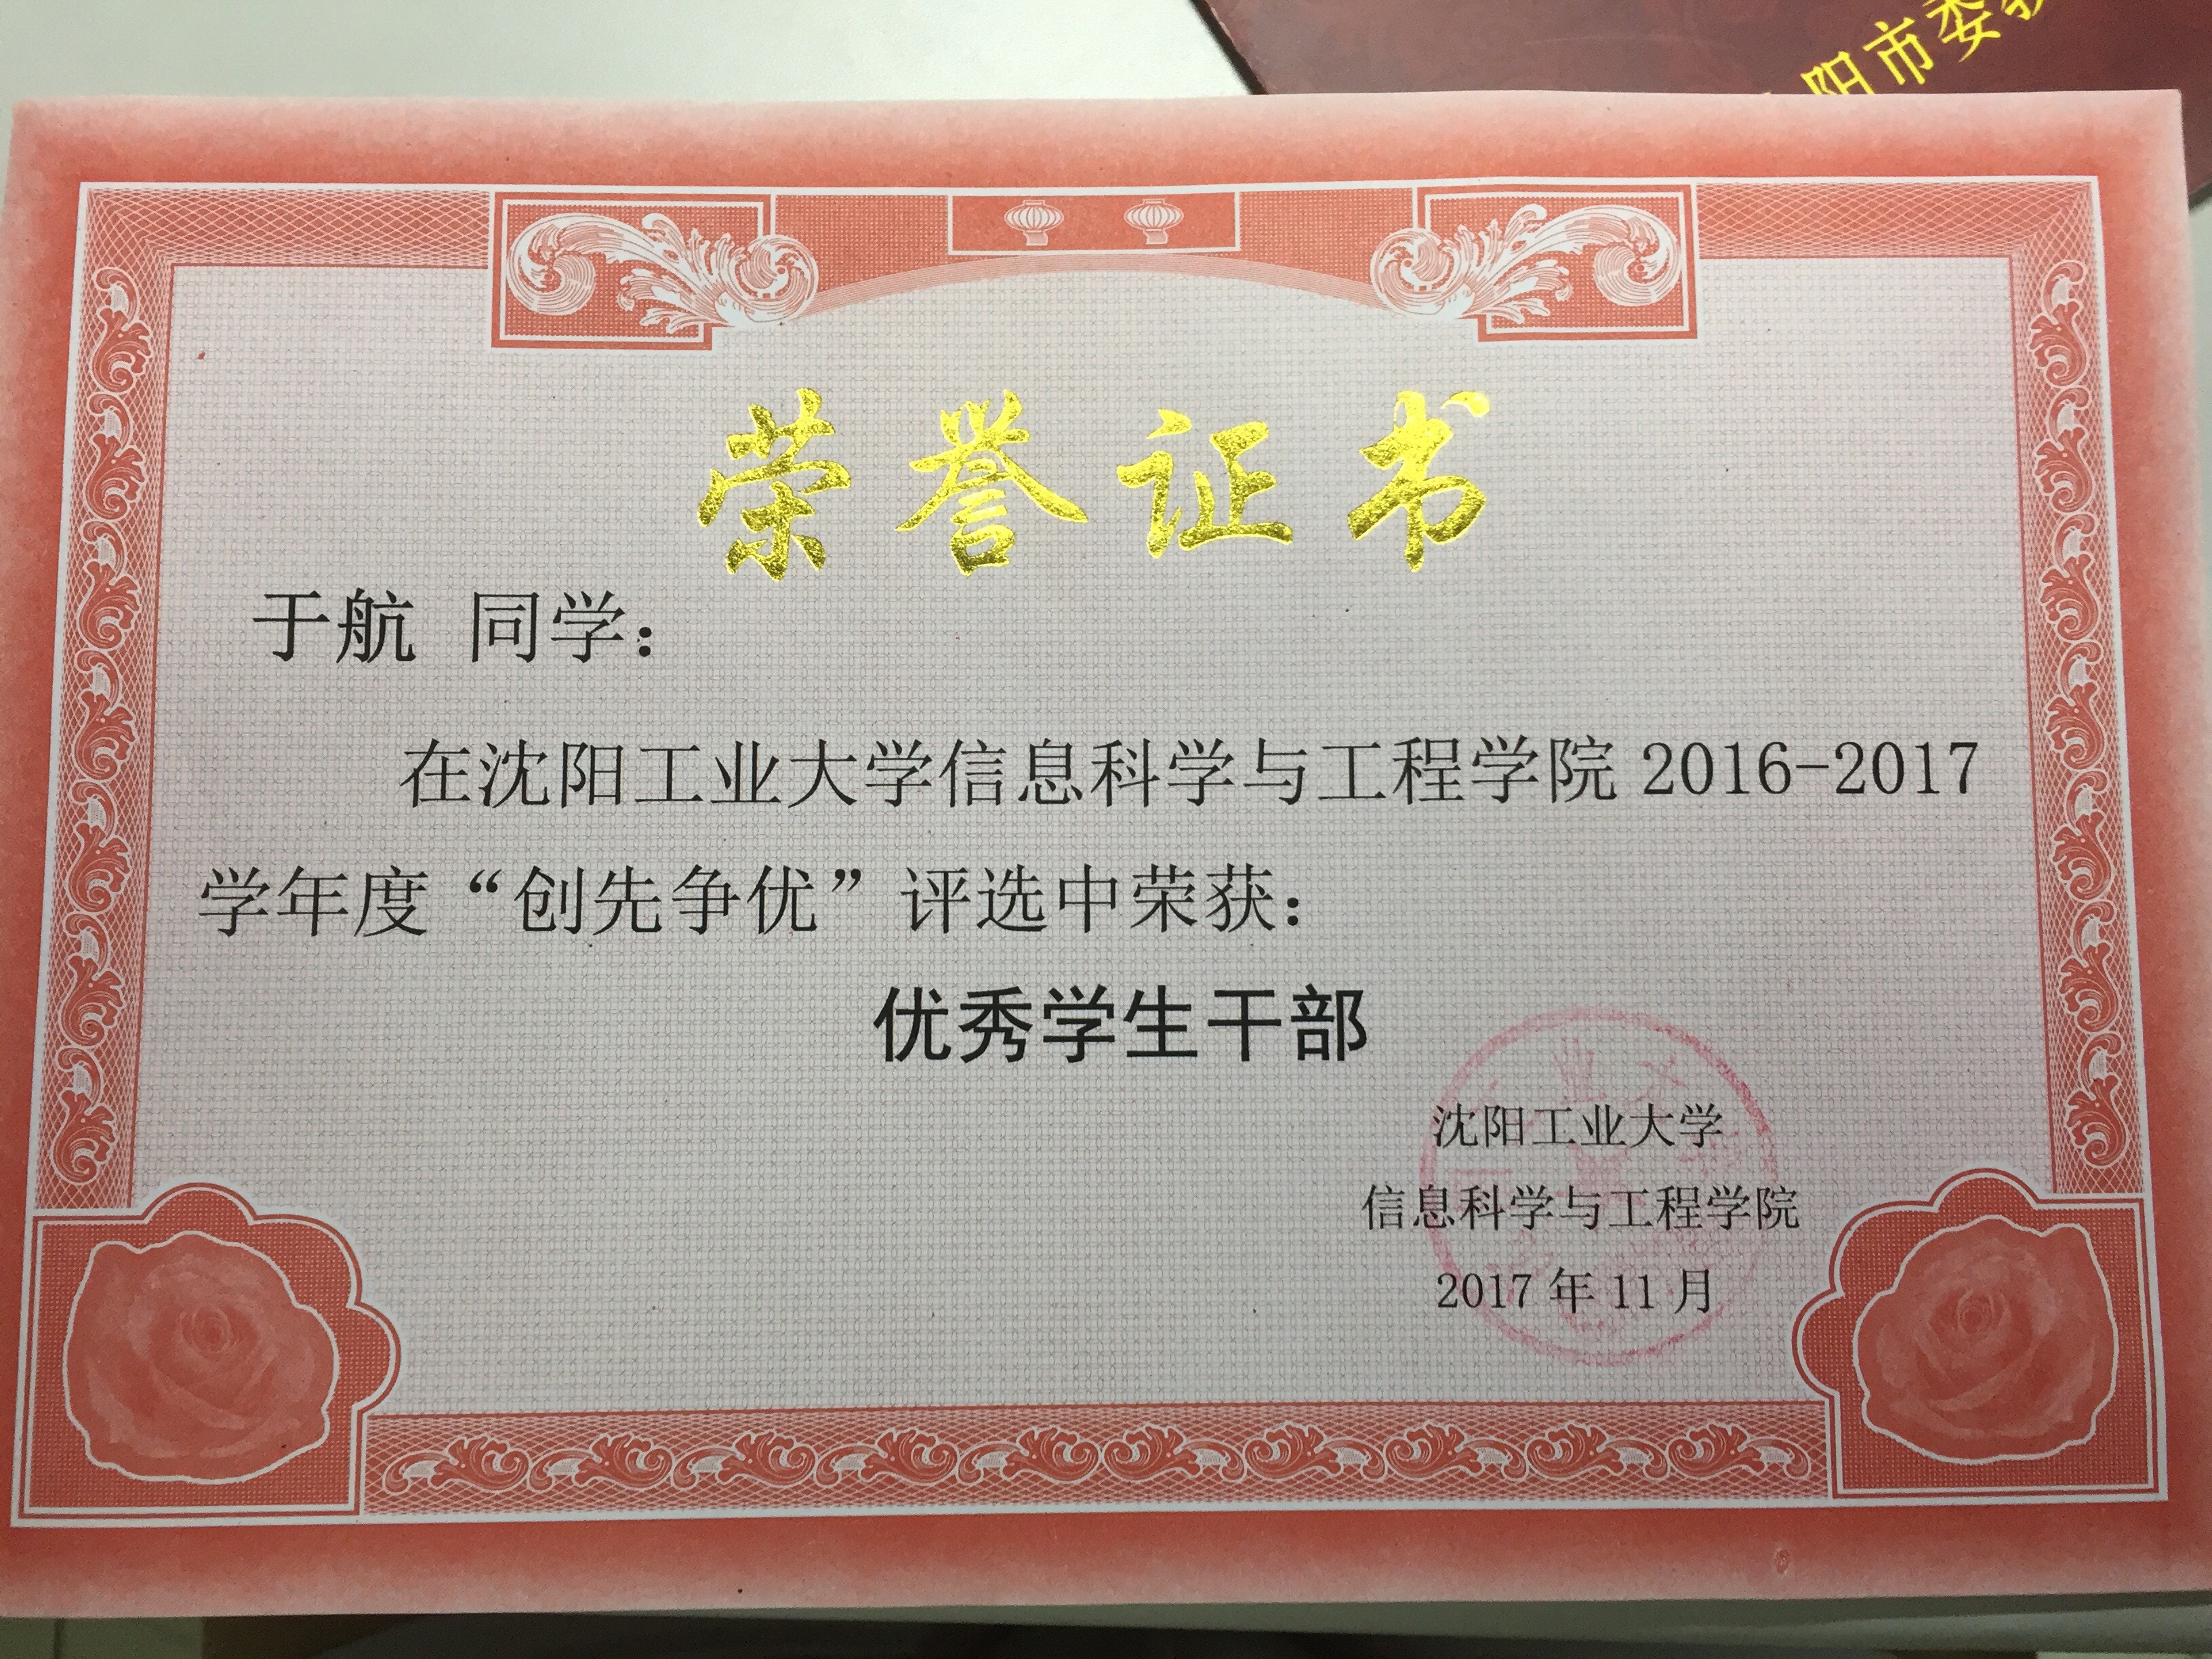 阳市委
荣誉证书
于航 同学：
在沈阳工业大学信息科学与工程学院 2016-2017
学年度“创先争优”评选中荣获：
优秀学生干部
沈阳工业大学
信息科学与工程学院
2017 年 11 月